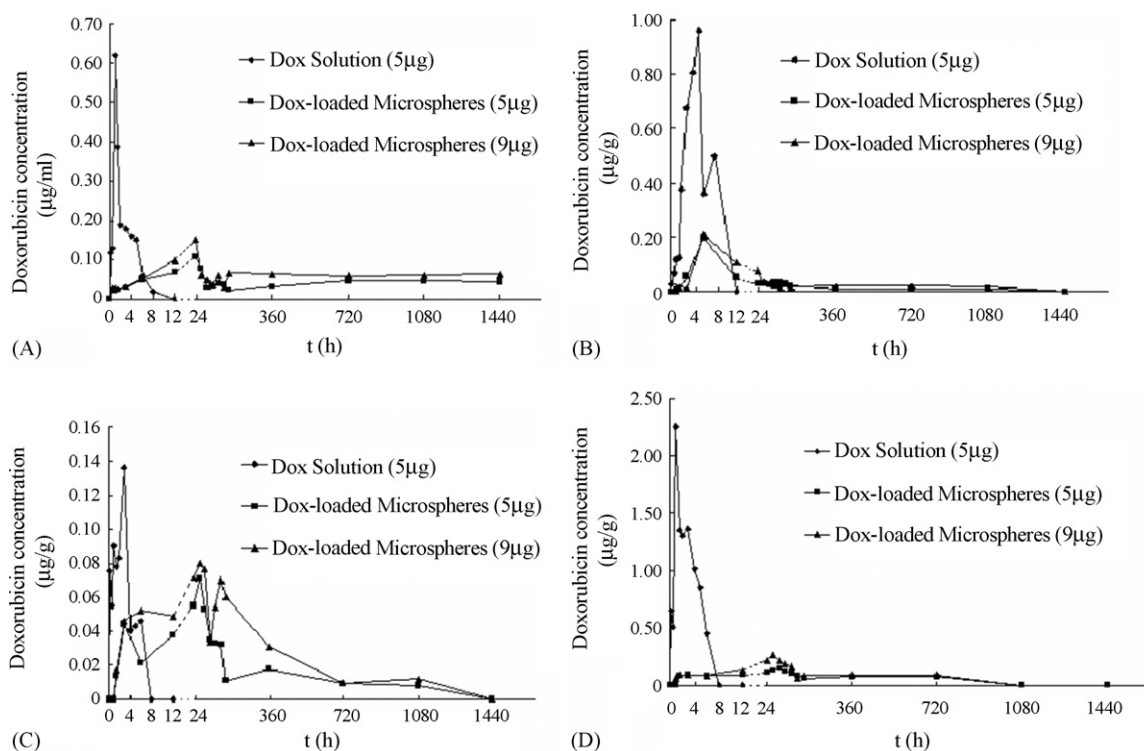 0.70
0.60
0.50
0.40
0.30
0.20
0.10
0
Doxorubicin concentration
(µg/ml)
Dox Solution (5µg)
Dox-loaded Microspheres (5µg)
Dox-loaded Microspheres (9µg)
0 4 8 12 24 360 720 1080 1440
t (h)
(A)
1.00
0.80
0.60
0.40
0.20
0.00
Doxorubicin concentration
(µg/g)
Dox Solution (5µg)
Dox-loaded Microspheres (5µg)
Dox-loaded Microspheres (9µg)
0 4 8 12 24 360 720 1080 1440
t (h)
(B)
0.16
0.14
0.12
0.10
0.08
0.06
0.04
0.02
0
Doxorubicin concentration
(µg/g)
Dox Solution (5µg)
Dox-loaded Microspheres (5µg)
Dox-loaded Microspheres (9µg)
0 4 8 12 24 360 720 1080 1440
t (h)
(C)
2.50
2.00
1.50
1.00
0.50
0.00
Doxorubicin concentration
(µg/g)
Dox Solution (5µg)
Dox-loaded Microspheres (5µg)
Dox-loaded Microspheres (9µg)
0 4 8 12 24 360 720 1080 1440
t (h)
(D)